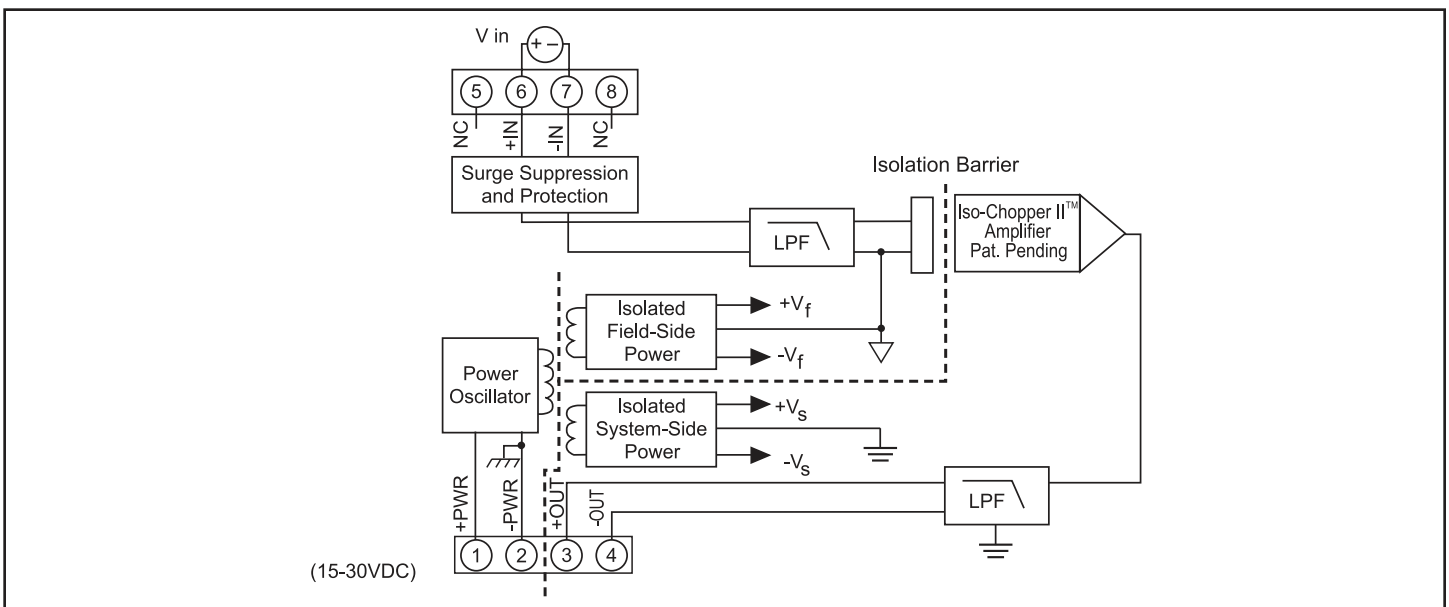 V in
+ −
5 6 7 8
NC
+IN
-IN
NC
Surge Suppression
and Protection
Isolation Barrier
LPF
Iso-Chopper II™
Amplifier
Pat. Pending
Isolated
Field-Side
Power
+Vf
-Vf
Power
Oscillator
Isolated
System-Side
Power
+Vs
-Vs
+PWR
-PWR
+OUT
-OUT
LPF
1 2 3 4
(15-30VDC)